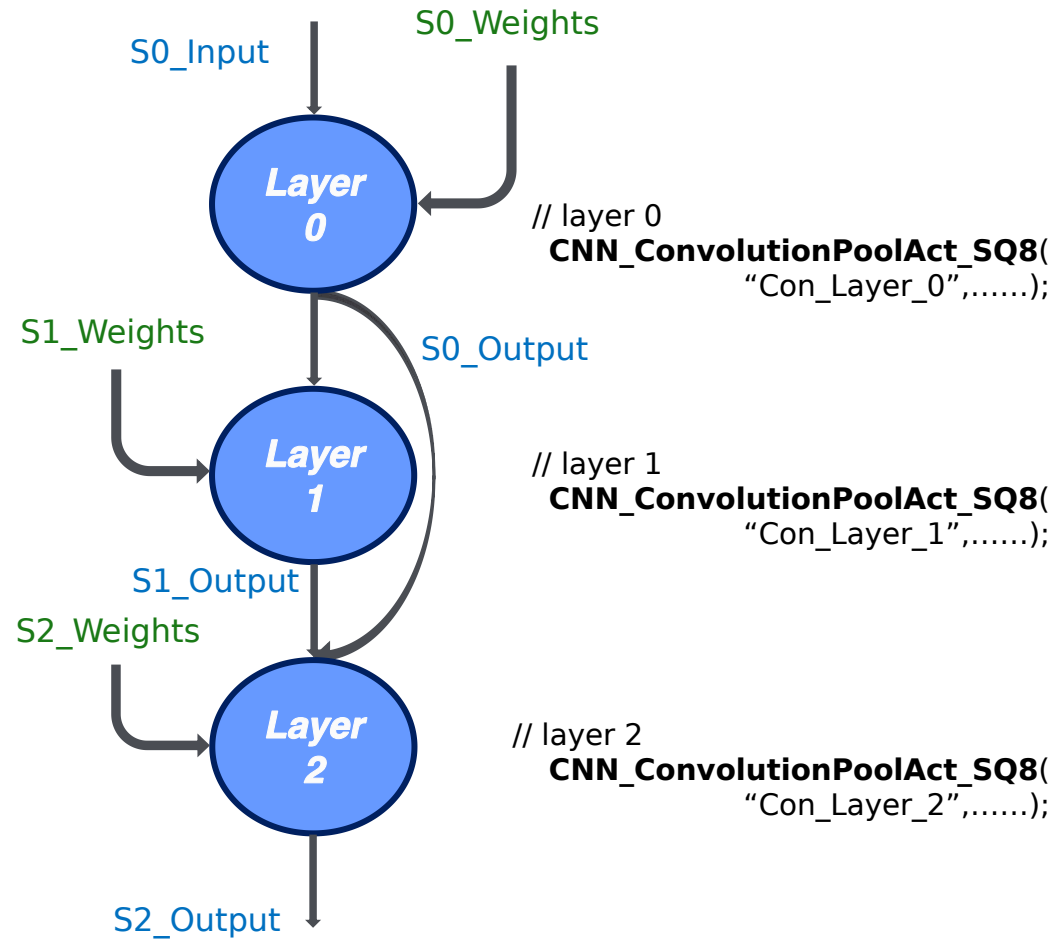 S0_Weights
S0_Input
Layer
0
// layer 0
CNN_ConvolutionPoolAct_SQ8(
“Con_Layer_0”,......);
S1_Weights
S0_Output
Layer
1
// layer 1
CNN_ConvolutionPoolAct_SQ8(
“Con_Layer_1”,......);
S1_Output
S2_Weights
Layer
2
// layer 2
CNN_ConvolutionPoolAct_SQ8(
“Con_Layer_2”,......);
S2_Output